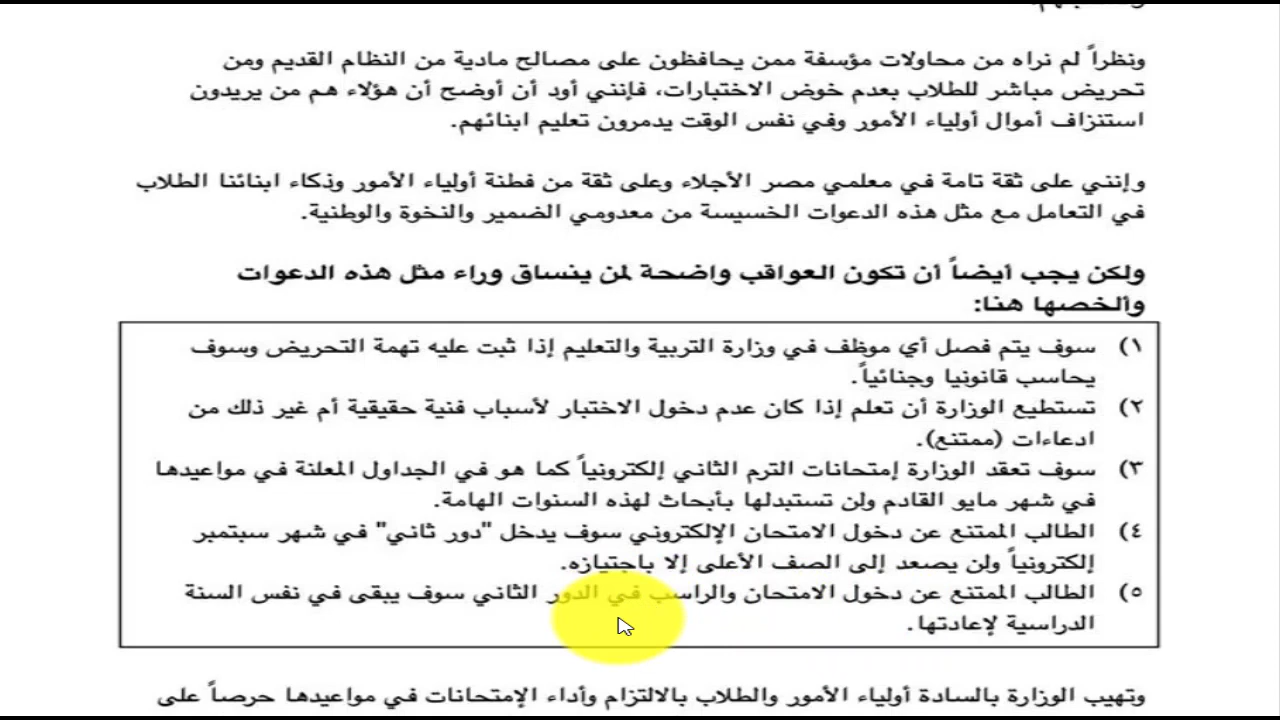 ونظراً لم نراه من محاولات مؤسفة ممن يحافظون على مصالح مادية من النظام القديم ومن
تحريض مباشر للطلاب بعدم خوض الاختبارات، فإنني أود أن أوضح أن هؤلاء هم من يريدون
استنزاف أموال أولياء الأمور وفي نفس الوقت يدمرون تعليم ابنائهم.
وإنني على ثقة تامة في معلمي مصر الأجلاء وعلى ثقة من فطنة أولياء الأمور وذكاء ابنائنا الطلاب
في التعامل مع مثل هذه الدعوات الخسيسة من معدومي الضمير والنخوة والوطنية.
ولكن يجب أيضاً أن تكون العواقب واضحة لمن ينساق وراء مثل هذه الدعوات
وألخصها هنا:
١) سوف يتم فصل أي موظف في وزارة التربية والتعليم إذا ثبت عليه تهمة التحريض وسوف
يحاسب قانونيا وجنائياً.
٢) تستطيع الوزارة أن تعلم إذا كان عدم دخول الاختبار لأسباب فنية حقيقية أم غير ذلك من
ادعاءات (ممتنع).
٣) سوف تعقد الوزارة إمتحانات الترم الثاني إلكترونياً كما هو في الجداول المعلنة في مواعيدها
في شهر مايو القادم ولن تستبدلها بأبحاث لهذه السنوات الهامة.
٤) الطالب الممتنع عن دخول الامتحان الإلكتروني سوف يدخل "دور ثاني" في شهر سبتمبر
إلكترونياً ولن يصعد إلى الصف الأعلى إلا باجتيازه.
٥) الطالب الممتنع عن دخول الامتحان والراسب في الدور الثاني سوف يبقى في نفس السنة
الدراسية لإعادتها.
وتهيب الوزارة بالسادة أولياء الأمور والطلاب بالالتزام وأداء الإمتحانات في مواعيدها حرصاً على